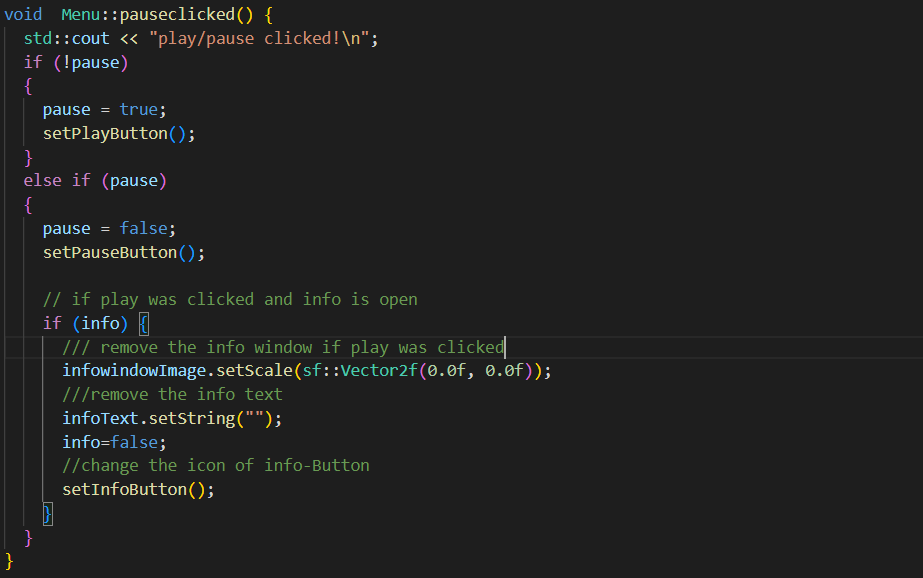 void  Menu::pauseclicked() {
  std::cout << "play/pause clicked!\n";
  if (!pause)
  {
    pause = true;
    setPlayButton();
  }
  else if (pause)
  {
    pause = false;
    setPauseButton();

    // if play was clicked and info is open
    if (info) {
      /// remove the info window if play was clicked
      infowindowImage.setScale(sf::Vector2f(0.0f, 0.0f));
      ///remove the info text
      infoText.setString("");
      info=false;
      //change the icon of info-Button
      setInfoButton();
    }
  }
}